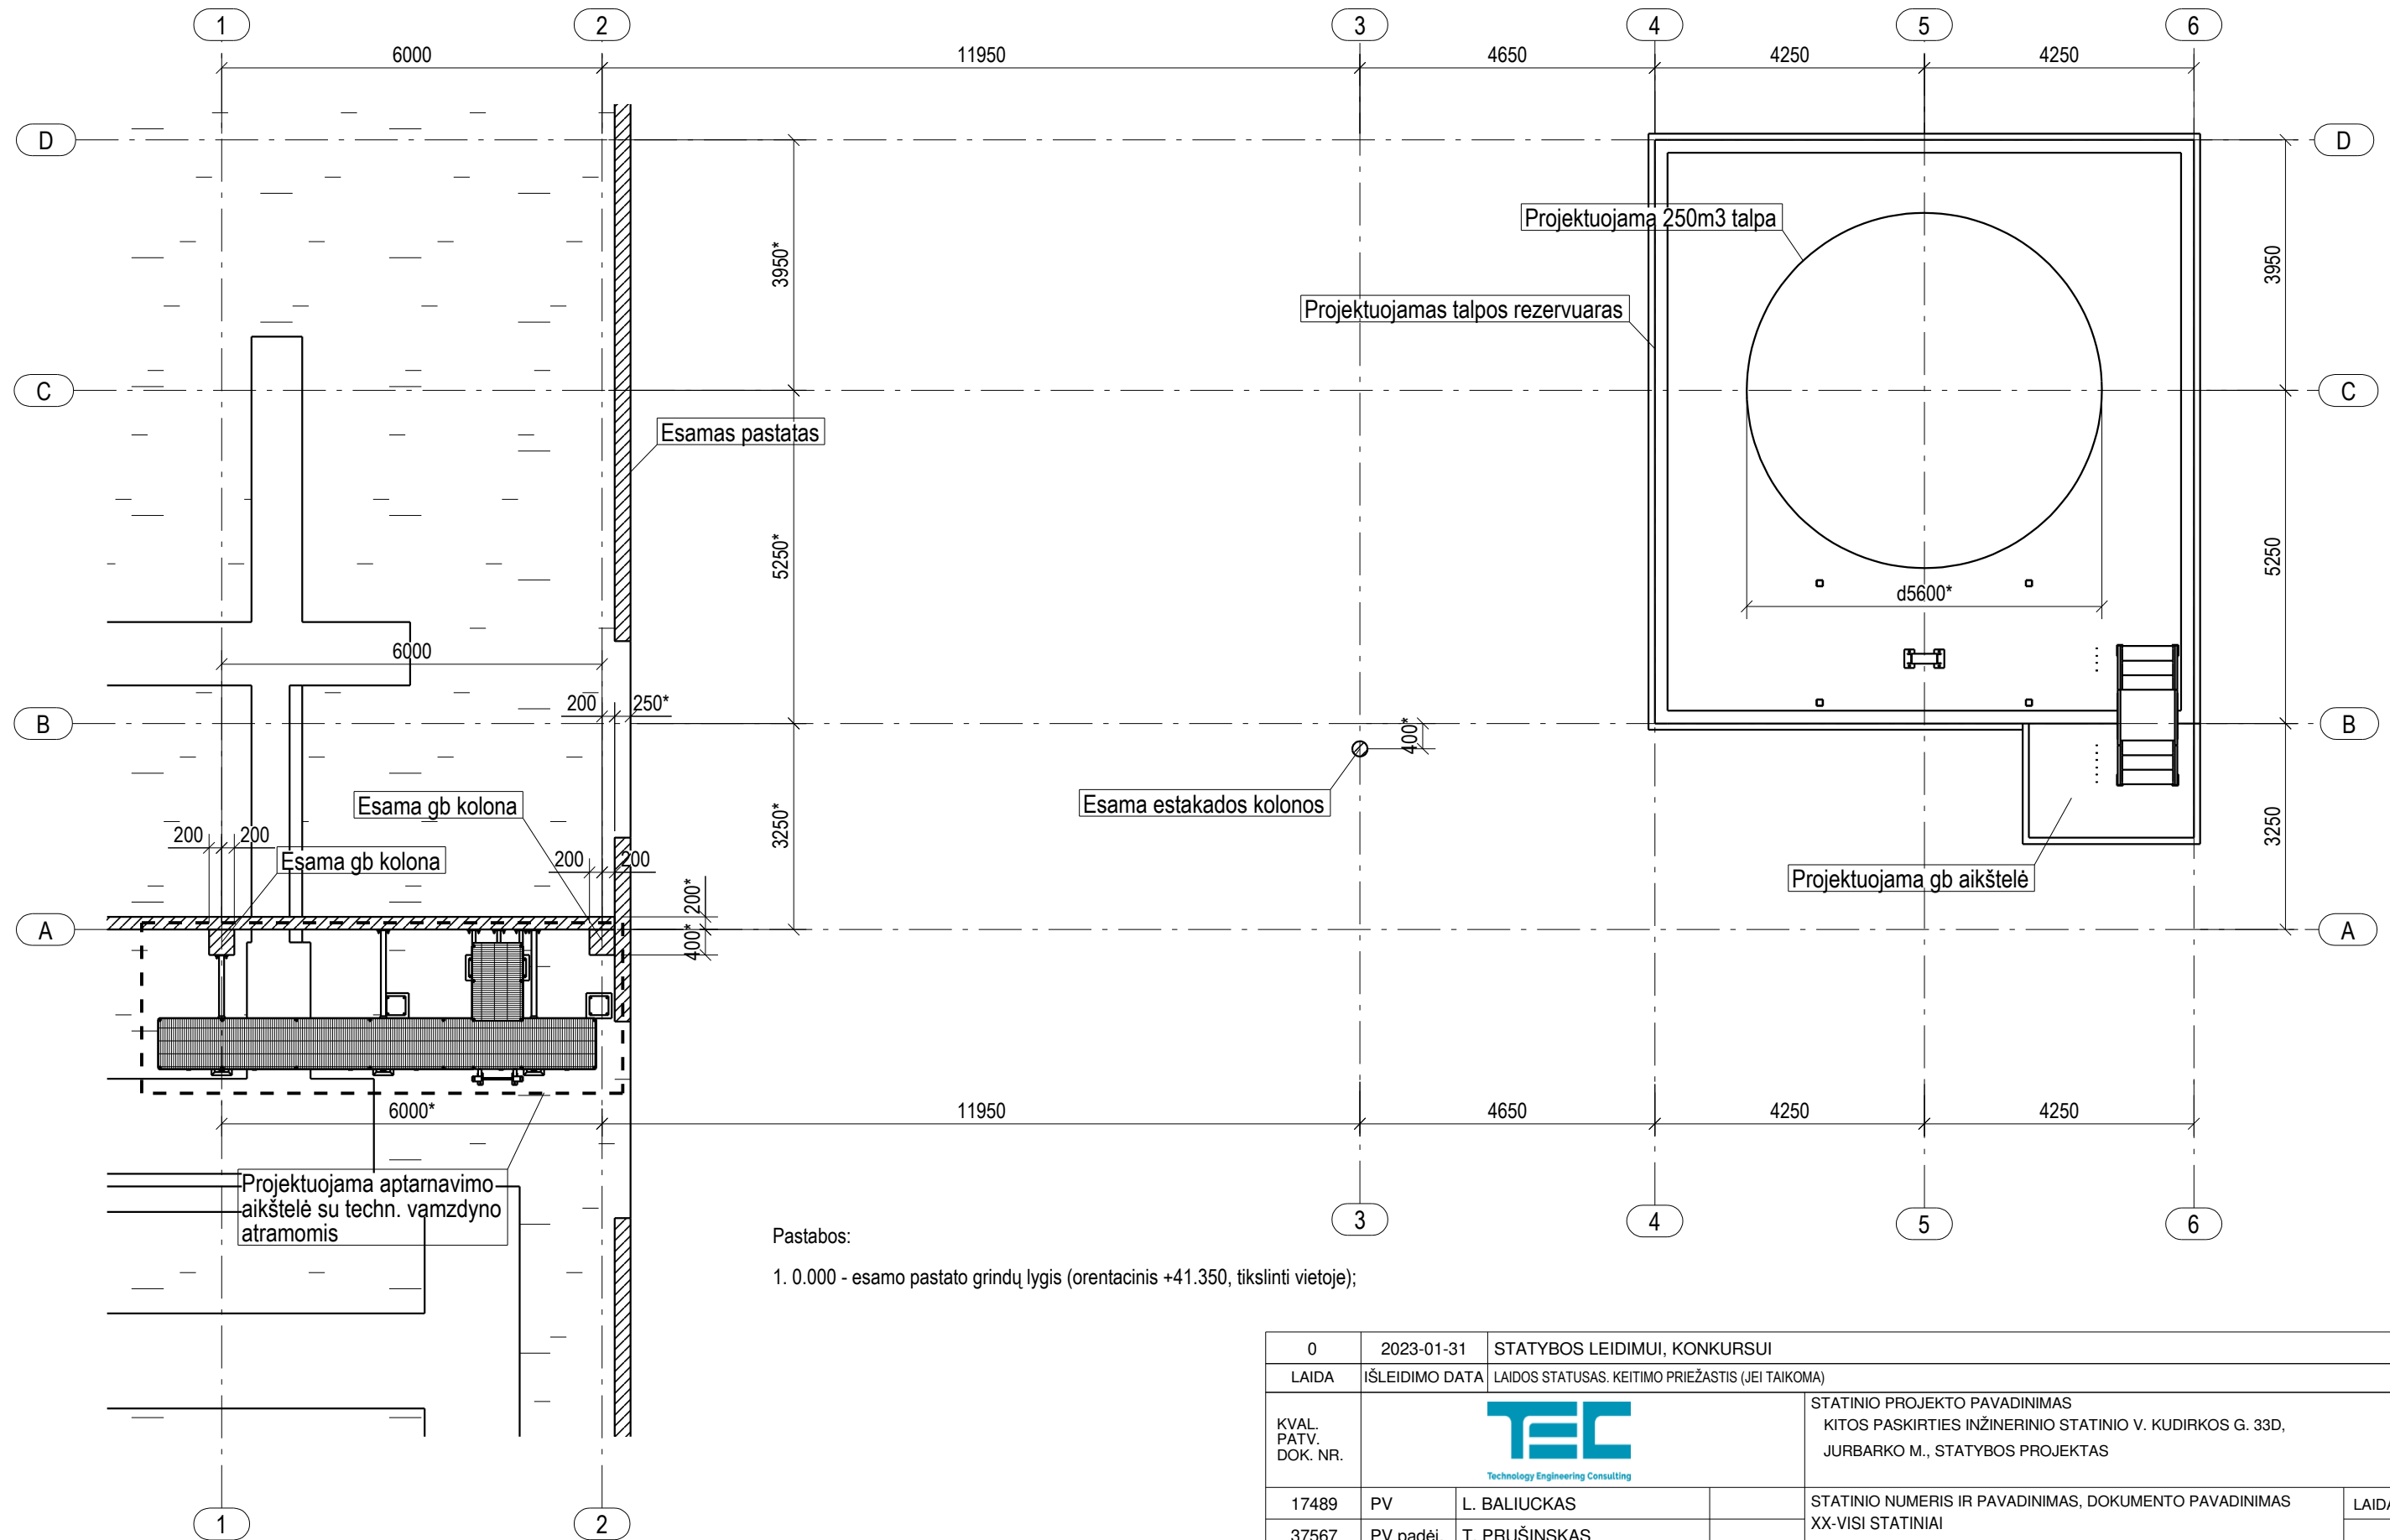 1
2
3
4
5
6
6000
11950
4650
4250
4250
D
D
Projektuojama 250m3 talpa
3950*
3950
Projektuojamas talpos rezervuaras
C
C
Esamas pastatas
5250*
5250
d5600*
6000
200
250*
B
B
400*
Esama gb kolona
Esama estakados kolonos
3250*
3250
200
200
Esama gb kolona
200
200
Projektuojama gb aikštelė
200*
A
A
400*
6000*
11950
4650
4250
4250
Projektuojama aptarnavimo
aikštelė su techn. vamzdyno
atramomis
3
4
5
6
Pastabos:
1. 0.000 - esamo pastato grindų lygis (orentacinis +41.350, tikslinti vietoje);
1
2
0
2023-01-31
STATYBOS LEIDIMUI, KONKURSUI
LAIDA
IŠLEIDIMO DATA
LAIDOS STATUSAS. KEITIMO PRIEŽASTIS (JEI TAIKOMA)
KVAL.
PATV.
DOK. NR.
TEC
Technology Engineering Consulting
STATINIO PROJEKTO PAVADINIMAS
KITOS PASKIRTIES INŽINERINIO STATINIO V. KUDIRKOS G. 33D,
JURBARKO M., STATYBOS PROJEKTAS
17489
PV
L. BALIUCKAS
STATINIO NUMERIS IR PAVADINIMAS, DOKUMENTO PAVADINIMAS
XX-VISI STATINIAI
LAIDA
37567
PV padėj.
T. PRUŠINSKAS